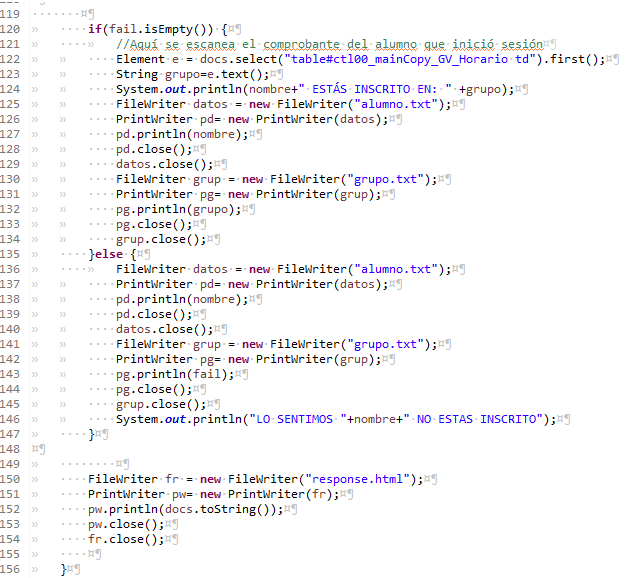 119
120 if(fail.isEmpty()) {
121 //Aquí se escanea el comprobante del alumno que inició sesión
122 Element e = docs.select("table#ctl00_mainCopy_GV_Horario td").first();
123 String grupo=e.text();
124 System.out.println(nombre+" ESTÁS INSCRITO EN: " +grupo);
125 FileWriter datos = new FileWriter("alumno.txt");
126 PrintWriter pd= new PrintWriter(datos);
127 pd.println(nombre);
128 pd.close();
129 datos.close();
130 FileWriter grup = new FileWriter("grupo.txt");
131 PrintWriter pg= new PrintWriter(grup);
132 pg.println(grupo);
133 pg.close();
134 grup.close();
135 }else {
136 FileWriter datos = new FileWriter("alumno.txt");
137 PrintWriter pd= new PrintWriter(datos);
138 pd.println(nombre);
139 pd.close();
140 datos.close();
141 FileWriter grup = new FileWriter("grupo.txt");
142 PrintWriter pg= new PrintWriter(grup);
143 pg.println(fail);
144 pg.close();
145 grup.close();
146 System.out.println("LO SENTIMOS "+nombre+" NO ESTAS INSCRITO");
147 }
148
149
150 FileWriter fr = new FileWriter("response.html");
151 PrintWriter pw= new PrintWriter(fr);
152 pw.println(docs.toString());
153 pw.close();
154 fr.close();
155
156 }